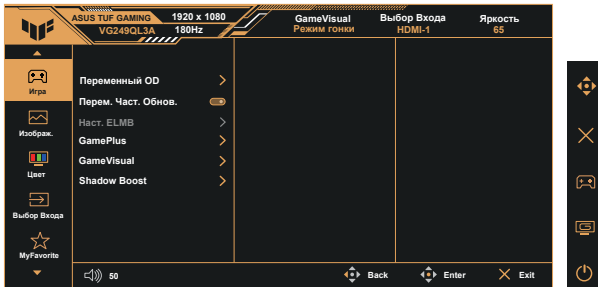 ASUS TUF GAMING 1920 x 1080
VG249QL3A 180Hz
GameVisual
Режим гонки
Выбор Входа
HDMI-1
Яркость
65
Игра
Изображ.
Цвет
Выбор Входа
MyFavorite
Переменный OD
Перем. Част. Обнов.
Наст. ELMB
GamePlus
GameVisual
Shadow Boost
50
Back
Enter
Exit